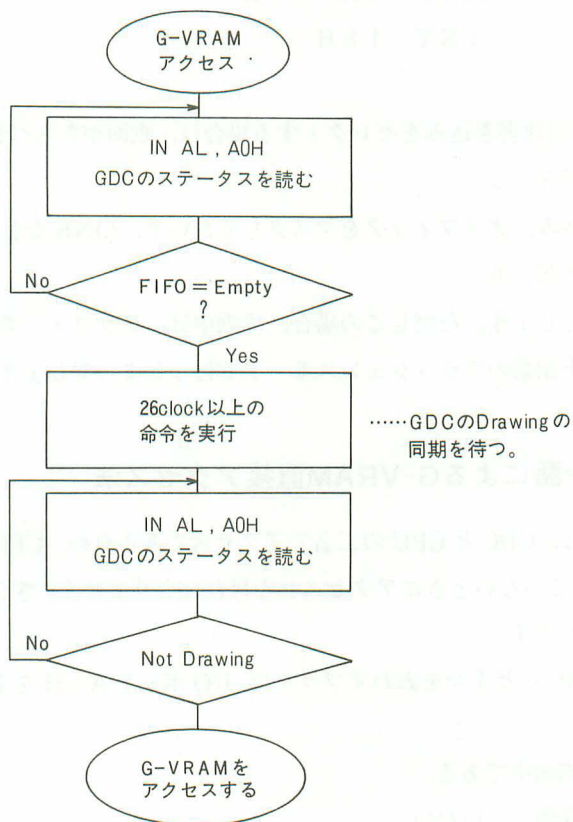 G-VRAM
アクセス
IN AL, A0H
GDCのステータスを読む
No
FIFO=Empty
?
Yes
26clock以上の
命令を実行
……GDCのDrawingの
同期を待つ。
IN AL, A0H
GDCのステータスを読む
No
Not Drawing
G-VRAMを
アクセスする